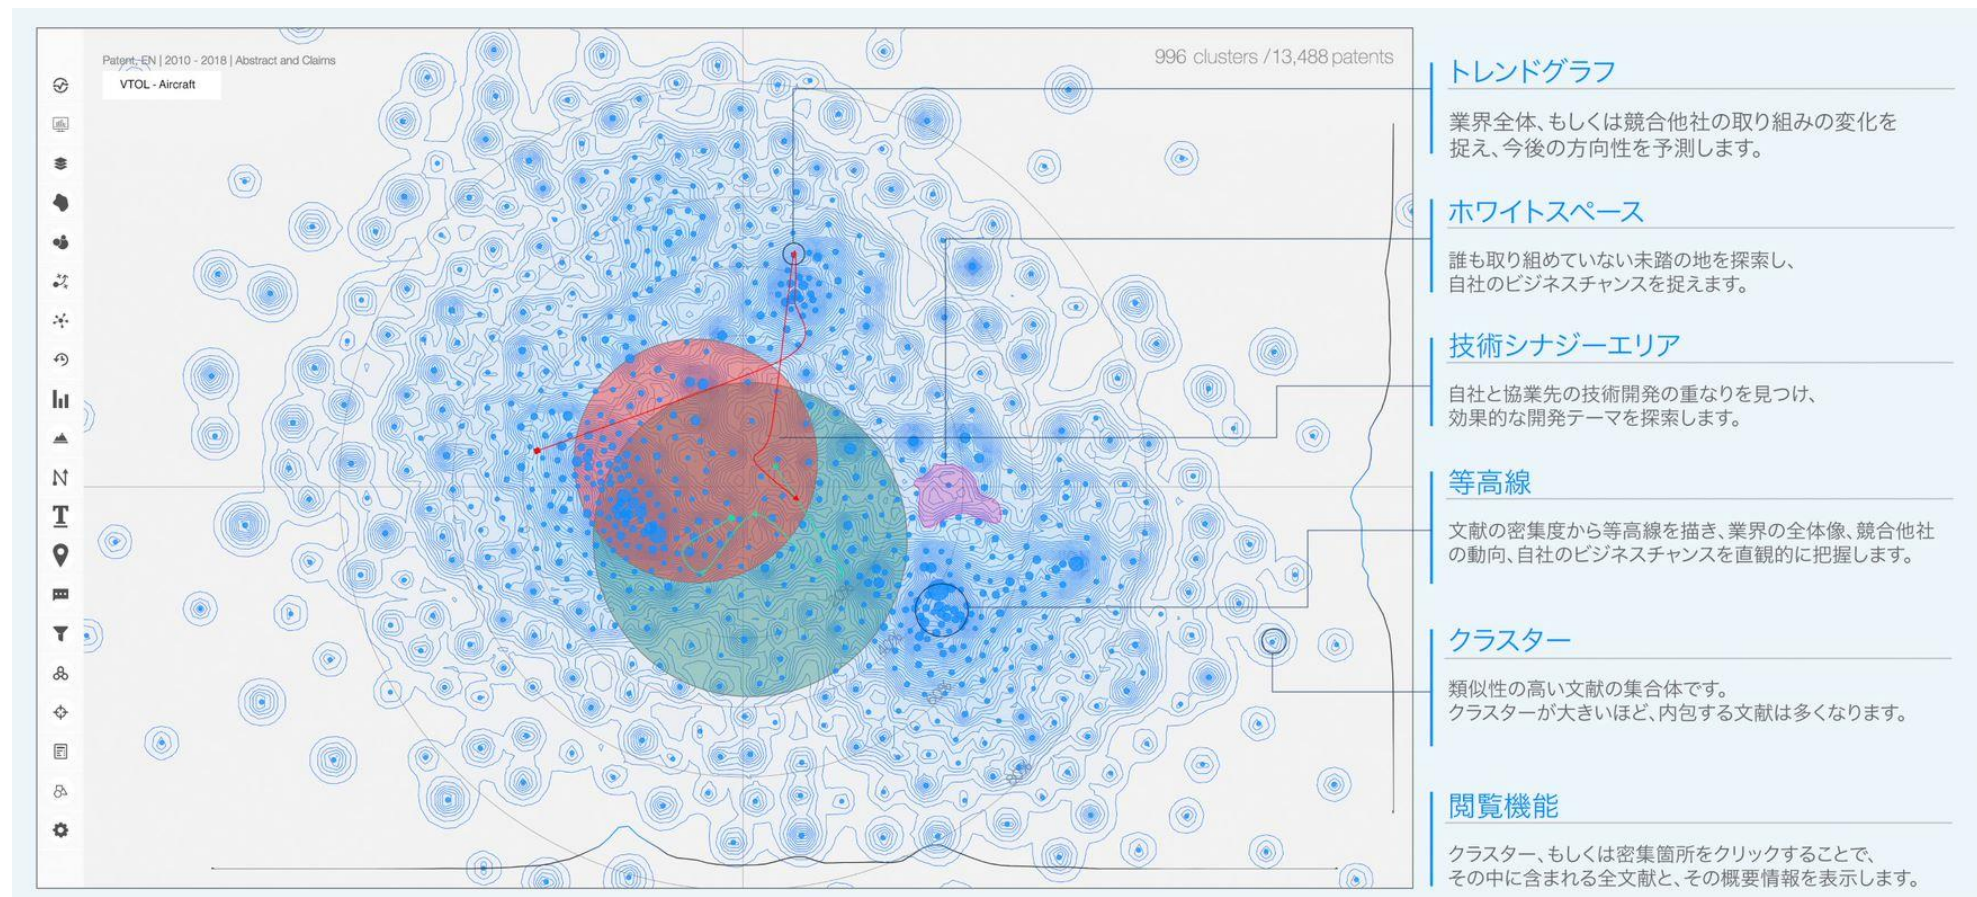 Patent, EN | 2010 - 2018 | Abstract and Claims
VTOL - Aircraft
996 clusters / 13,488 patents
20%
40%
60%
80%
トレンドグラフ
業界全体、もしくは競合他社の取り組みの変化を
捉え、今後の方向性を予測します。
ホワイトスペース
誰も取り組めていない未踏の地を探索し、
自社のビジネスチャンスを捉えます。
技術シナジーエリア
自社と協業先の技術開発の重なりを見つけ、
効果的な開発テーマを探索します。
等高線
文献の密集度から等高線を描き、業界の全体像、競合他社
の動向、自社のビジネスチャンスを直観的に把握します。
クラスター
類似性の高い文献の集合体です。
クラスターが大きいほど、内包する文献は多くなります。
閲覧機能
クラスター、もしくは密集箇所をクリックすることで、
その中に含まれる全文献と、その概要情報を表示します。